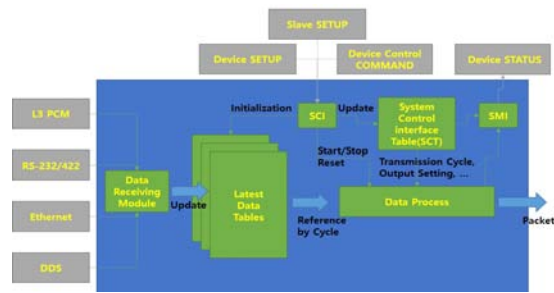 Slave SETUP
Device SETUP
Device Control
COMMAND
Device STATUS
Initialization
SCI
Update
System
Control
Interface
Table(SCT)
SMI
L3 PCM
RS-232/422
Ethernet
DDS
Start/Stop
Reset
Transmission Cycle,
Output Setting, ...
Data
Receiving
Module
Update
Latest
Data
Tables
Reference
by Cycle
Data Process
Packet